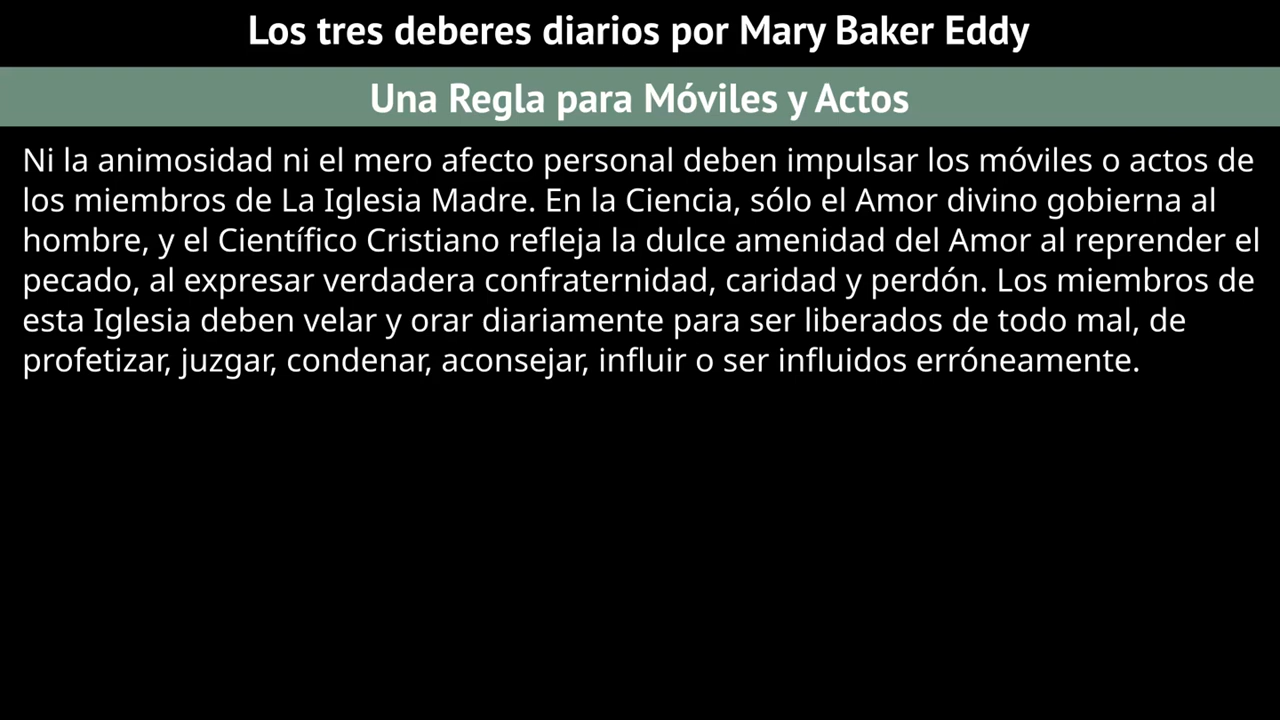 Los tres deberes diarios por Mary Baker Eddy
Una Regla para Móviles y Actos
Ni la animosidad ni el mero afecto personal deben impulsar los móviles o actos de
los miembros de La Iglesia Madre. En la Ciencia, sólo el Amor divino gobierna al
hombre, y el Científico Cristiano refleja la dulce amenidad del Amor al reprender el
pecado, al expresar verdadera confraternidad, caridad y perdón. Los miembros de
esta Iglesia deben velar y orar diariamente para ser liberados de todo mal, de
profetizar, juzgar, condenar, aconsejar, influir o ser influidos erróneamente.